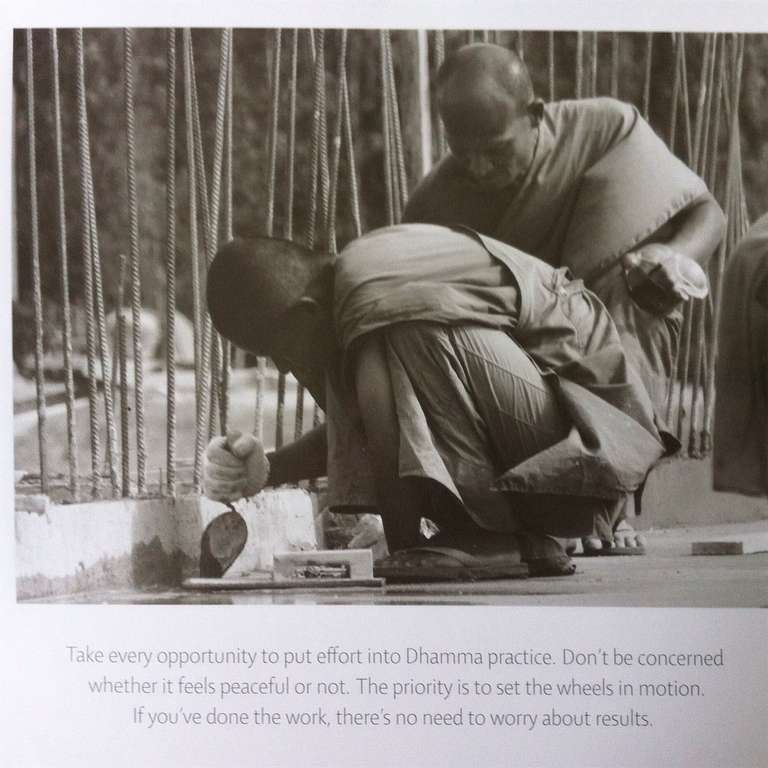 Take every opportunity to put effort into Dhamma practice. Don't be concerned
whether it feels peaceful or not. The priority is to set the wheels in motion.
If you've done the work, there's no need to worry about results.